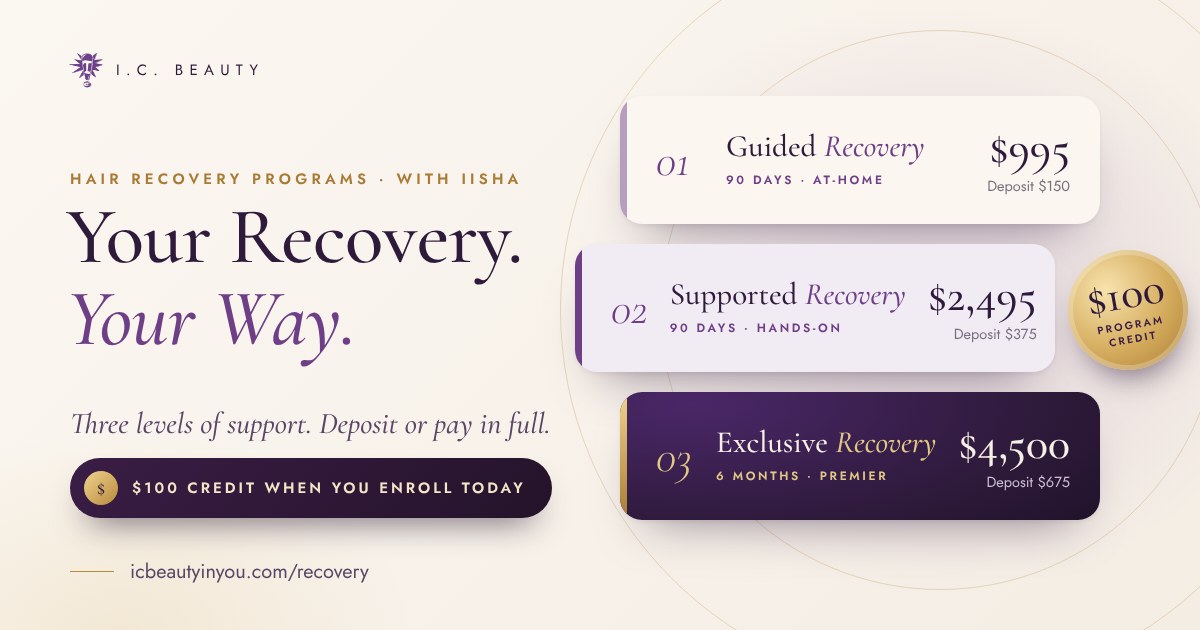 I.C. BEAUTY
HAIR RECOVERY PROGRAMS · WITH IISHA
Your Recovery.
Your Way.
Three levels of support. Deposit or pay in full.
$ $100 CREDIT WHEN YOU ENROLL TODAY
icbeautyinyou.com/recovery
01
Guided Recovery
90 DAYS · AT-HOME
$995
Deposit $150
02
Supported Recovery
90 DAYS · HANDS-ON
$2,495
Deposit $375
$100
PROGRAM
CREDIT
03
Exclusive Recovery
6 MONTHS · PREMIER
$4,500
Deposit $675